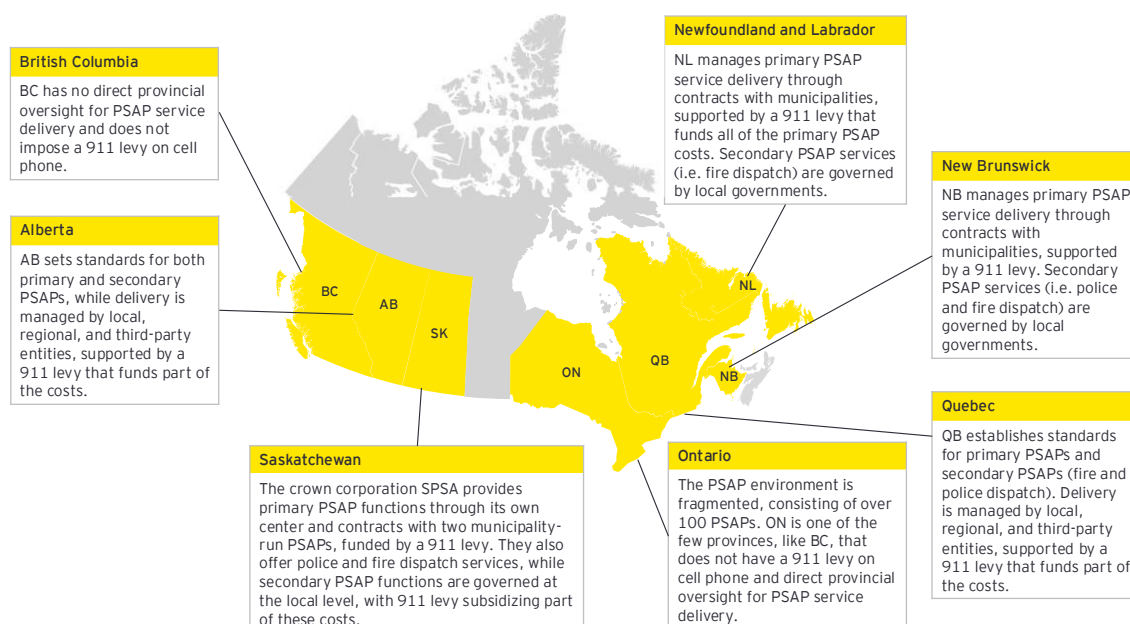 British Columbia
BC has no direct provincial
oversight for PSAP service
delivery and does not
impose a 911 levy on cell
phone.
Alberta
AB sets standards for both
primary and secondary
PSAPs, while delivery is
managed by local,
regional, and third-party
entities, supported by a
911 levy that funds part of
the costs.
Newfoundland and Labrador
NL manages primary PSAP
service delivery through
contracts with municipalities,
supported by a 911 levy that
funds all of the primary PSAP
costs. Secondary PSAP services
(i.e. fire dispatch) are governed
by local governments.
New Brunswick
NB manages primary PSAP
service delivery through
contracts with
municipalities, supported
by a 911 levy. Secondary
PSAP services (i.e. police
and fire dispatch) are
governed by local
governments.
BC
AB
SK
ON
QB
NL
NB
Saskatchewan
The crown corporation SPSA provides
primary PSAP functions through its own
center and contracts with two municipality-
run PSAPs, funded by a 911 levy. They also
offer police and fire dispatch services, while
secondary PSAP functions are governed at
the local level, with 911 levy subsidizing part
of these costs.
Ontario
The PSAP environment is
fragmented, consisting of over
100 PSAPs. ON is one of the
few provinces, like BC, that
does not have a 911 levy on
cell phone and direct provincial
oversight for PSAP service
delivery.
Quebec
QB establishes standards
for primary PSAPs and
secondary PSAPs (fire and
police dispatch). Delivery
is managed by local,
regional, and third-party
entities, supported by a
911 levy that funds part of
the costs.